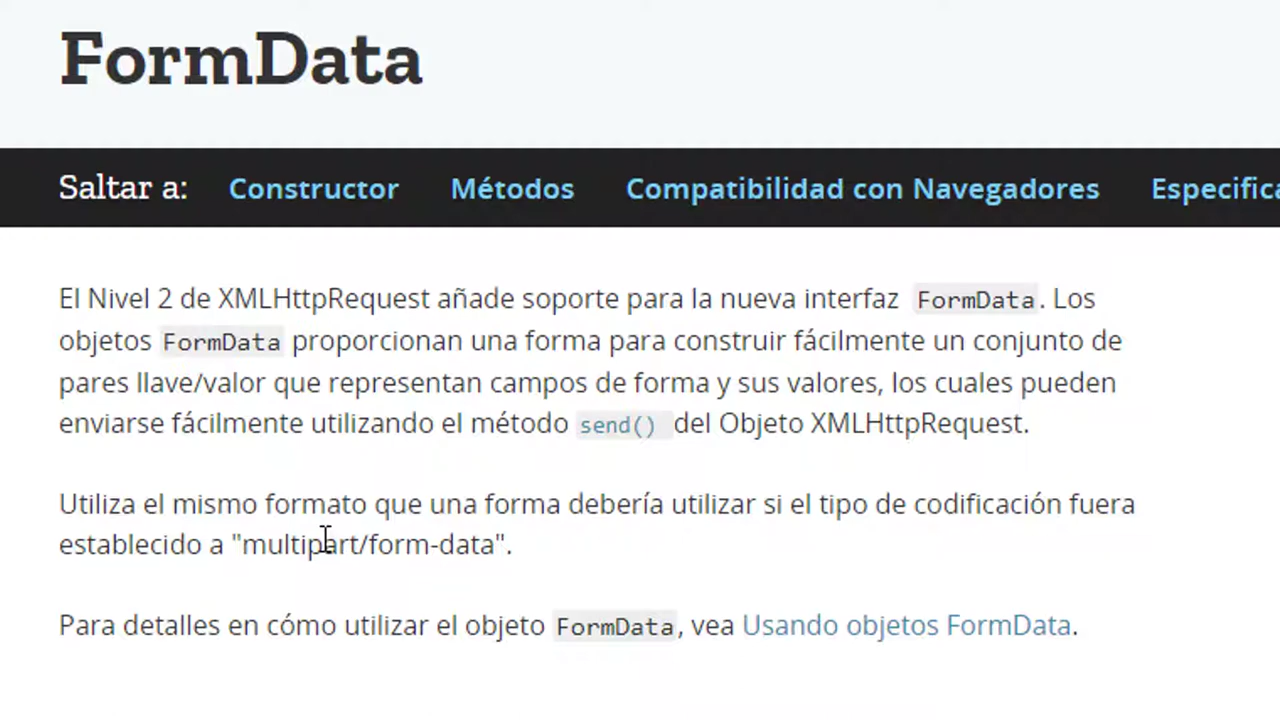 FormData
Saltar a: Constructor Métodos Compatibilidad con Navegadores
El Nivel 2 de XMLHttpRequest añade soporte para la nueva interfaz FormData. Los
objetos FormData proporcionan una forma para construir fácilmente un conjunto de
pares llave/valor que representan campos de forma y sus valores, los cuales pueden
enviarse fácilmente utilizando el método send() del Objeto XMLHttpRequest.
Utiliza el mismo formato que una forma debería utilizar si el tipo de codificación fuera
establecido a "multipart/form-data".
Para detalles en cómo utilizar el objeto FormData, vea Usando objetos FormData.